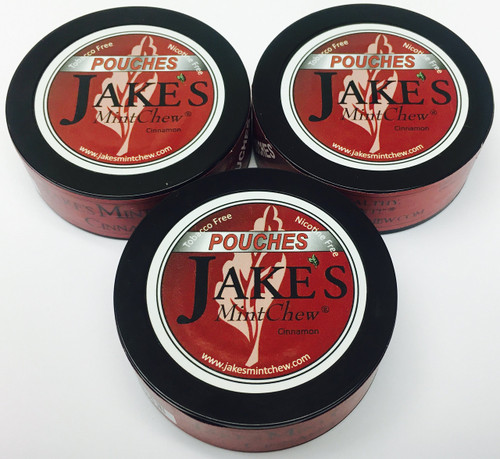 Tobacco Free Nicotine Free
POUCHES
JAKE'S
MintChew®
Cinnamon
www.jakesmintchew.com
Tobacco Free Nicotine Free
POUCHES
JAKE'S
MintChew®
Cinnamon
www.jakesmintchew.com
Tobacco Free Nicotine Free
POUCHES
JAKE'S
MintChew®
Cinnamon
www.jakesmintchew.com